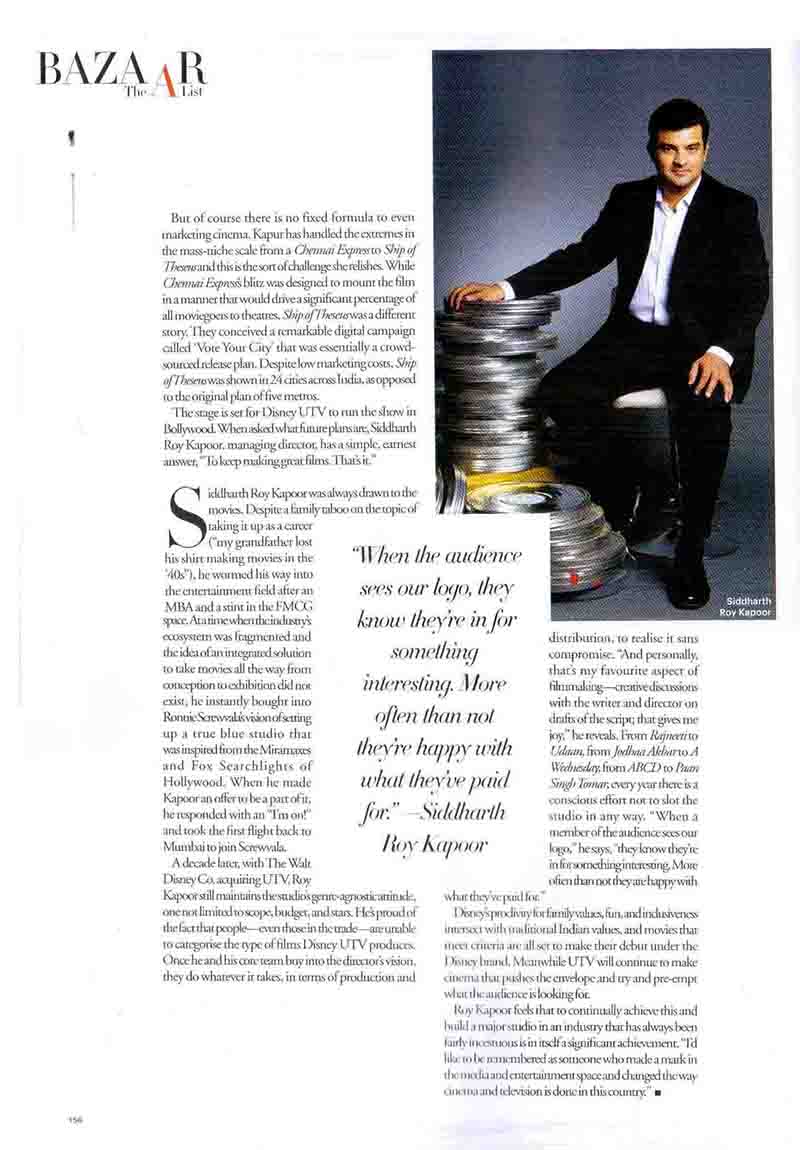 BAZAAR
The A List
But of course there is no fixed formula to even
marketing cinema. Kapur has handled the extremes in
the mass-niche scale from a Chennai Express to Ship of
Theseus and this is the sort of challenge she relishes. While
Chennai Express's blitz was designed to mount the film
in a manner that would drive a significant percentage of
all moviegoers to theatres, Ship of Theseus was a different
story. They conceived a remarkable digital campaign
called 'Vote Your City' that was essentially a crowd-
sourced release plan. Despite low marketing costs, Ship
of Theseus was shown in 24 cities across India, as opposed
to the original plan of five metros.
The stage is set for Disney UTV to run the show in
Bollywood. When asked what future plans are, Siddharth
Roy Kapoor, managing director, has a simple, earnest
answer, "To keep making great films. That's it."
Siddharth Roy Kapoor was always drawn to the
movies. Despite a family taboo on the topic of
taking it up as a career
("my grandfather lost
his shirt making movies in the
'40s"), he wormed his way into
the entertainment field after an
MBA and a stint in the FMCG
space. At a time when the industry's
ecosystem was fragmented and
the idea of an integrated solution
to take movies all the way from
conception to exhibition did not
exist, he instantly bought into
Ronnie Screwvala's vision of setting
up a true blue studio that
was inspired from the Miramaxes
and Fox Searchlights of
Hollywood. When he made
Kapoor an offer to be a part of it,
he responded with an "I'm on!"
and took the first flight back to
Mumbai to join Screwvala.
A decade later, with The Walt
Disney Co. acquiring UTV, Roy
Kapoor still maintains the studio's genre-agnostic attitude,
one not limited to scope, budget, and stars. He's proud of
the fact that people—even those in the trade—are unable
to categorise the type of films Disney UTV produces.
Once he and his core team buy into the director's vision,
they do whatever it takes, in terms of production and
"When the audience
sees our logo, they
know they're in for
something
interesting. More
often than not
they're happy with
what they've paid
for." —Siddharth
Roy Kapoor
Siddharth
Roy Kapoor
distribution, to realise it sans
compromise. "And personally,
that's my favourite aspect of
filmmaking—creative discussions
with the writer and director on
drafts of the script; that gives me
joy," he reveals. From Rajneeti to
Udaan, from Jodhaa Akbar to A
Wednesday, from ABCD to Paan
Singh Tomar, every year there is a
conscious effort not to slot the
studio in any way. "When a
member of the audience sees our
logo," he says, "they know they're
in for something interesting. More
often than not they are happy with
what they've paid for."
Disney's proclivity for family values, fun, and inclusiveness
intersect with traditional Indian values, and movies that
meet criteria are all set to make their debut under the
Disney brand. Meanwhile UTV will continue to make
cinema that pushes the envelope and try and pre-empt
what the audience is looking for.
Roy Kapoor feels that to continually achieve this and
build a major studio in an industry that has always been
fairly incestuous is in itself a significant achievement. "I'd
like to be remembered as someone who made a mark in
the media and entertainment space and changed the way
cinema and television is done in this country." ■
156